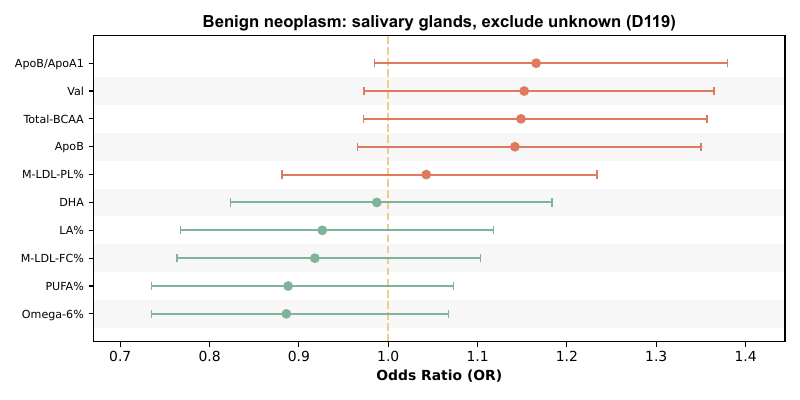 Benign neoplasm: salivary glands, exclude unknown (D119)
ApoB/ApoA1
Val
Total-BCAA
ApoB
M-LDL-PL%
DHA
LA%
M-LDL-FC%
PUFA%
Omega-6%
0.7 0.8 0.9 1.0 1.1 1.2 1.3 1.4
Odds Ratio (OR)